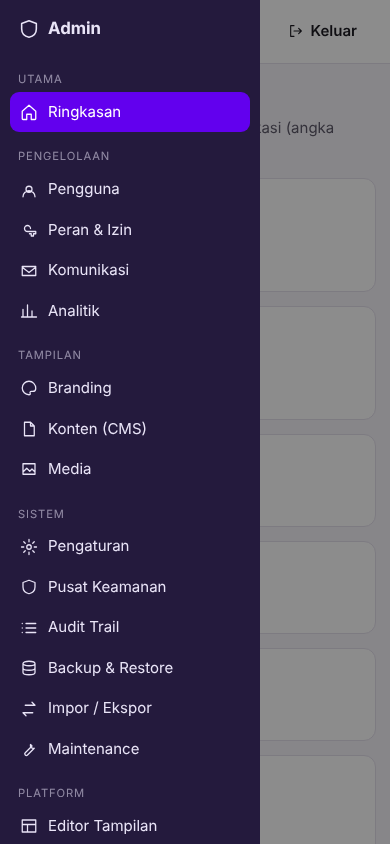 Admin
Keluar
UTAMA
Ringkasan
asi (angka
PENGELOLAAN
Pengguna
Peran & Izin
Komunikasi
Analitik
TAMPILAN
Branding
Konten (CMS)
Media
SISTEM
Pengaturan
Pusat Keamanan
Audit Trail
Backup & Restore
Impor / Ekspor
Maintenance
PLATFORM
Editor Tampilan